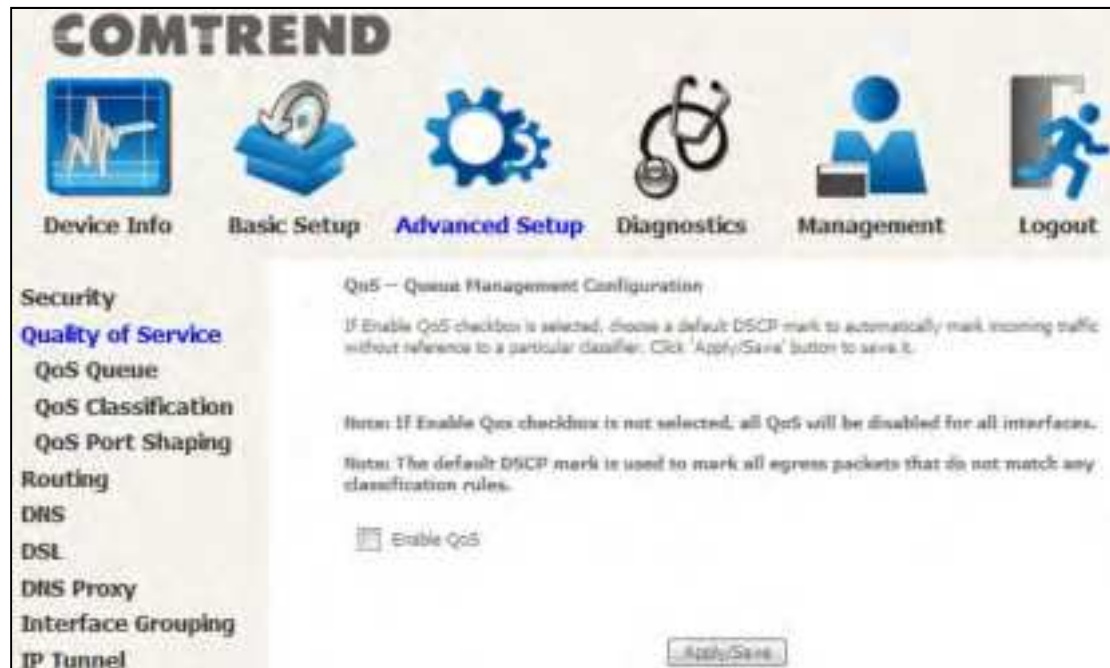 COMTREND
Device Info
Basic Setup
Advanced Setup
Diagnostics
Management
Logout
Security
Quality of Service
QoS Queue
QoS Classification
QoS Port Shaping
Routing
DNS
DSL
DNS Proxy
Interface Grouping
IP Tunnel
QoS -- Queue Management Configuration
If Enable QoS checkbox is selected, choose a default DSCP mark to automatically mark incoming traffic
without reference to a particular classifier. Click 'Apply/Save' button to save it.
Note: If Enable Qos checkbox is not selected, all QoS will be disabled for all interfaces.
Note: The default DSCP mark is used to mark all egress packets that do not match any
classification rules.
Enable QoS
Apply/Save